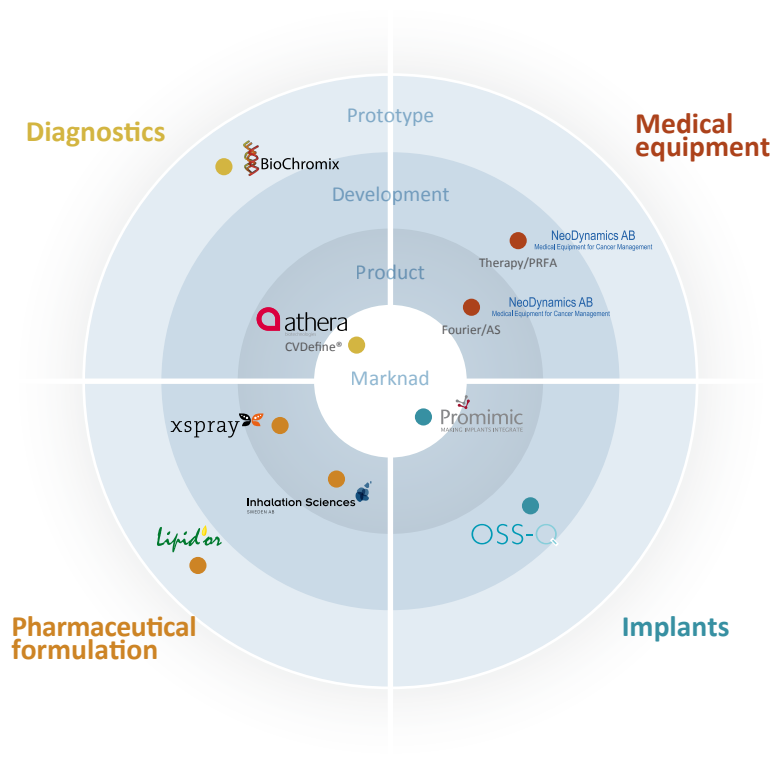 Prototype
Diagnostics
Medical
equipment
BioChromix
Development
NeoDynamics AB
Medical Equipment for Cancer Management
Therapy/PRFA
Product
NeoDynamics AB
Medical Equipment for Cancer Management
athera
Fourier/AS
CVDefine®
Marknad
xspray
Promimic
MAKING IMPLANTS INTEGRATE
Inhalation Sciences
SWEDEN AB
Lipid'or
OSS-Q
Pharmaceutical
formulation
Implants